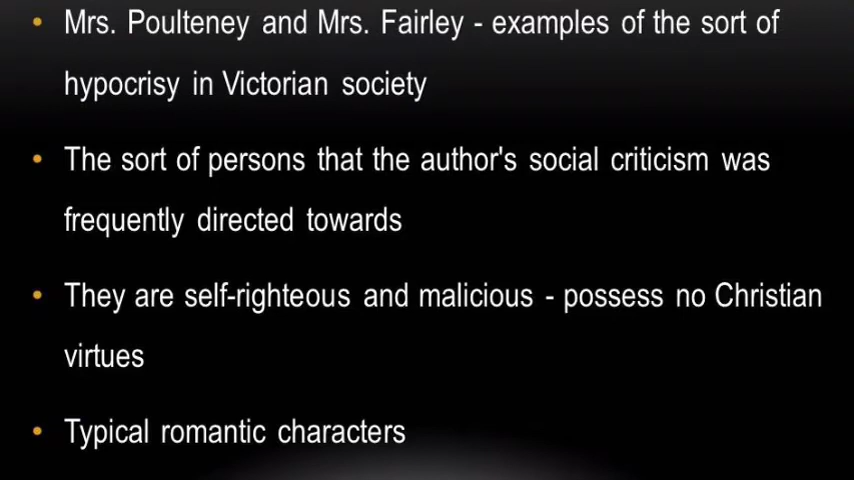 • Mrs. Poulteney and Mrs. Fairley - examples of the sort of
hypocrisy in Victorian society
• The sort of persons that the author's social criticism was
frequently directed towards
• They are self-righteous and malicious - possess no Christian
virtues
• Typical romantic characters